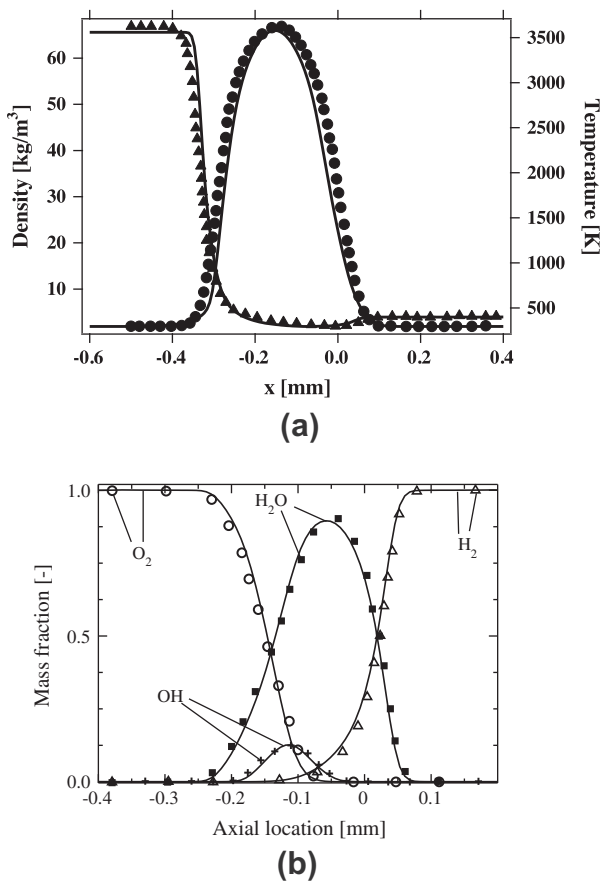 Density [kg/m³]
60
50
40
30
20
10
3500
3000
2500
2000
1500
1000
500
Temperature [K]
-0.6 -0.4 -0.2 0.0 0.2 0.4
x [mm]
(a)
Mass fraction [-]
1.0
0.5
0.0
O₂
H₂O
H₂
OH
-0.4 -0.3 -0.2 -0.1 0 0.1
Axial location [mm]
(b)